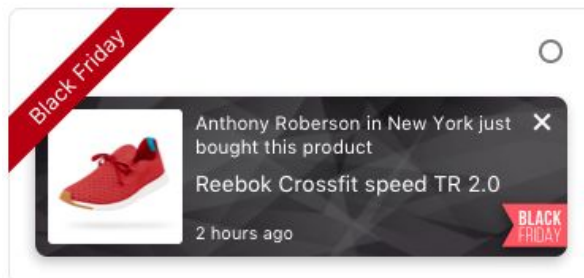 Black Friday
Anthony Roberson in New York just
bought this product
Reebok Crossfit speed TR 2.0
2 hours ago
BLACK
FRIDAY